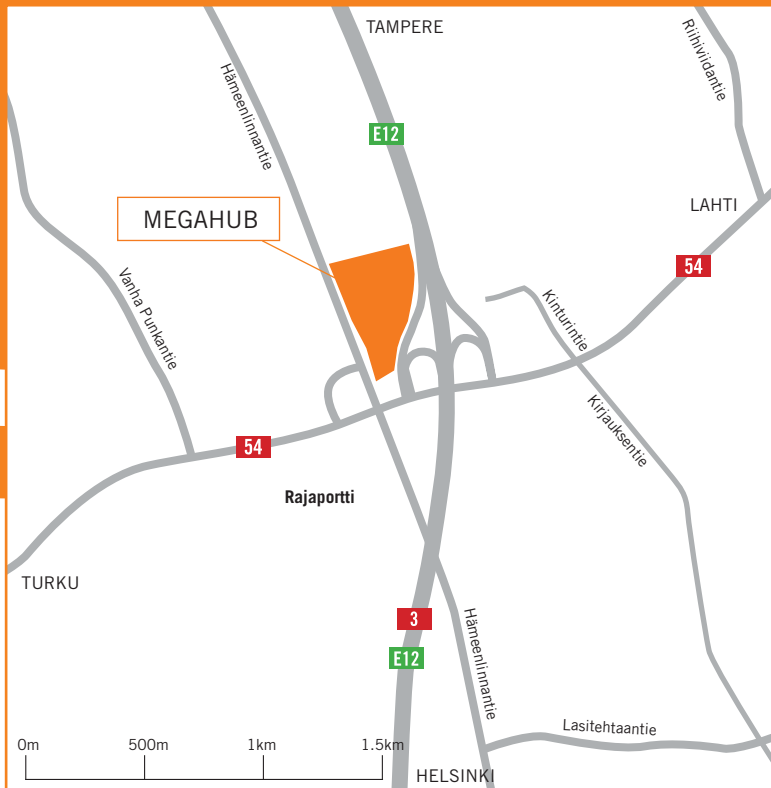 TAMPERE
Riihiviidantie
Hämeenlinnantie
E12
LAHTI
MEGAHUB
54
Vanha Punkantie
Kinturintie
Kirjauksentie
54
Rajaportti
TURKU
3
Hämeenlinnantie
E12
Lasitehtaantie
0m 500m 1km 1.5km
HELSINKI